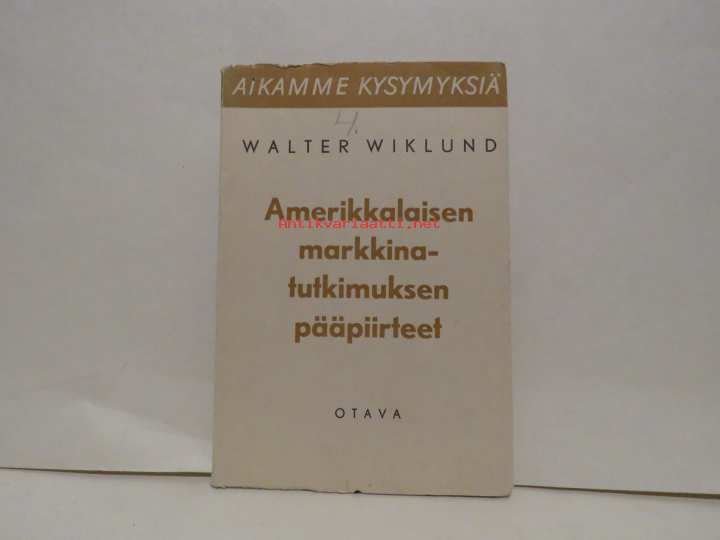 AIKAMME KYSYMYKSIÄ
4.
WALTER WIKLUND
Amerikkalaisen
Antikvariaatti.net
markkina-
tutkimuksen
pääpiirteet
OTAVA